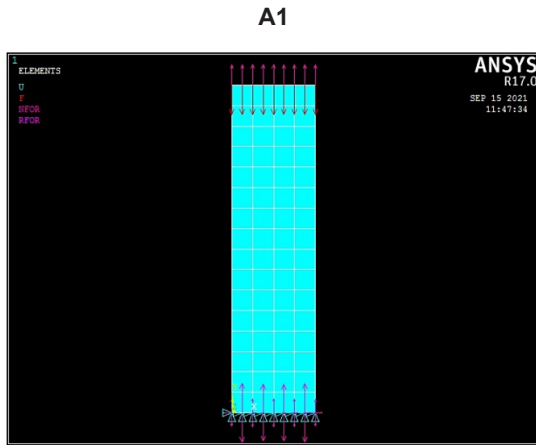 A1
1
ELEMENTS
U
F
NFOR
RFOR
ANSYS
R17.0
SEP 15 2021
11:47:34
X